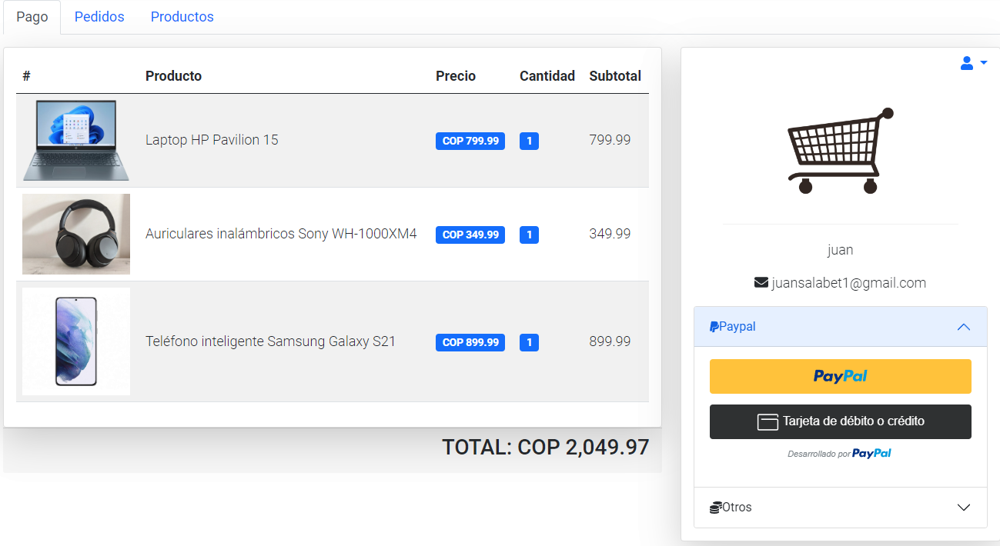 Pago Pedidos Productos
# Producto Precio Cantidad Subtotal
Laptop HP Pavilion 15 COP 799.99 1 799.99
Auriculares inalámbricos Sony WH-1000XM4 COP 349.99 1 349.99
Teléfono inteligente Samsung Galaxy S21 COP 899.99 1 899.99
TOTAL: COP 2,049.97
juan
juansalabet1@gmail.com
Paypal
PayPal
Tarjeta de débito o crédito
Desarrollado por PayPal
Otros